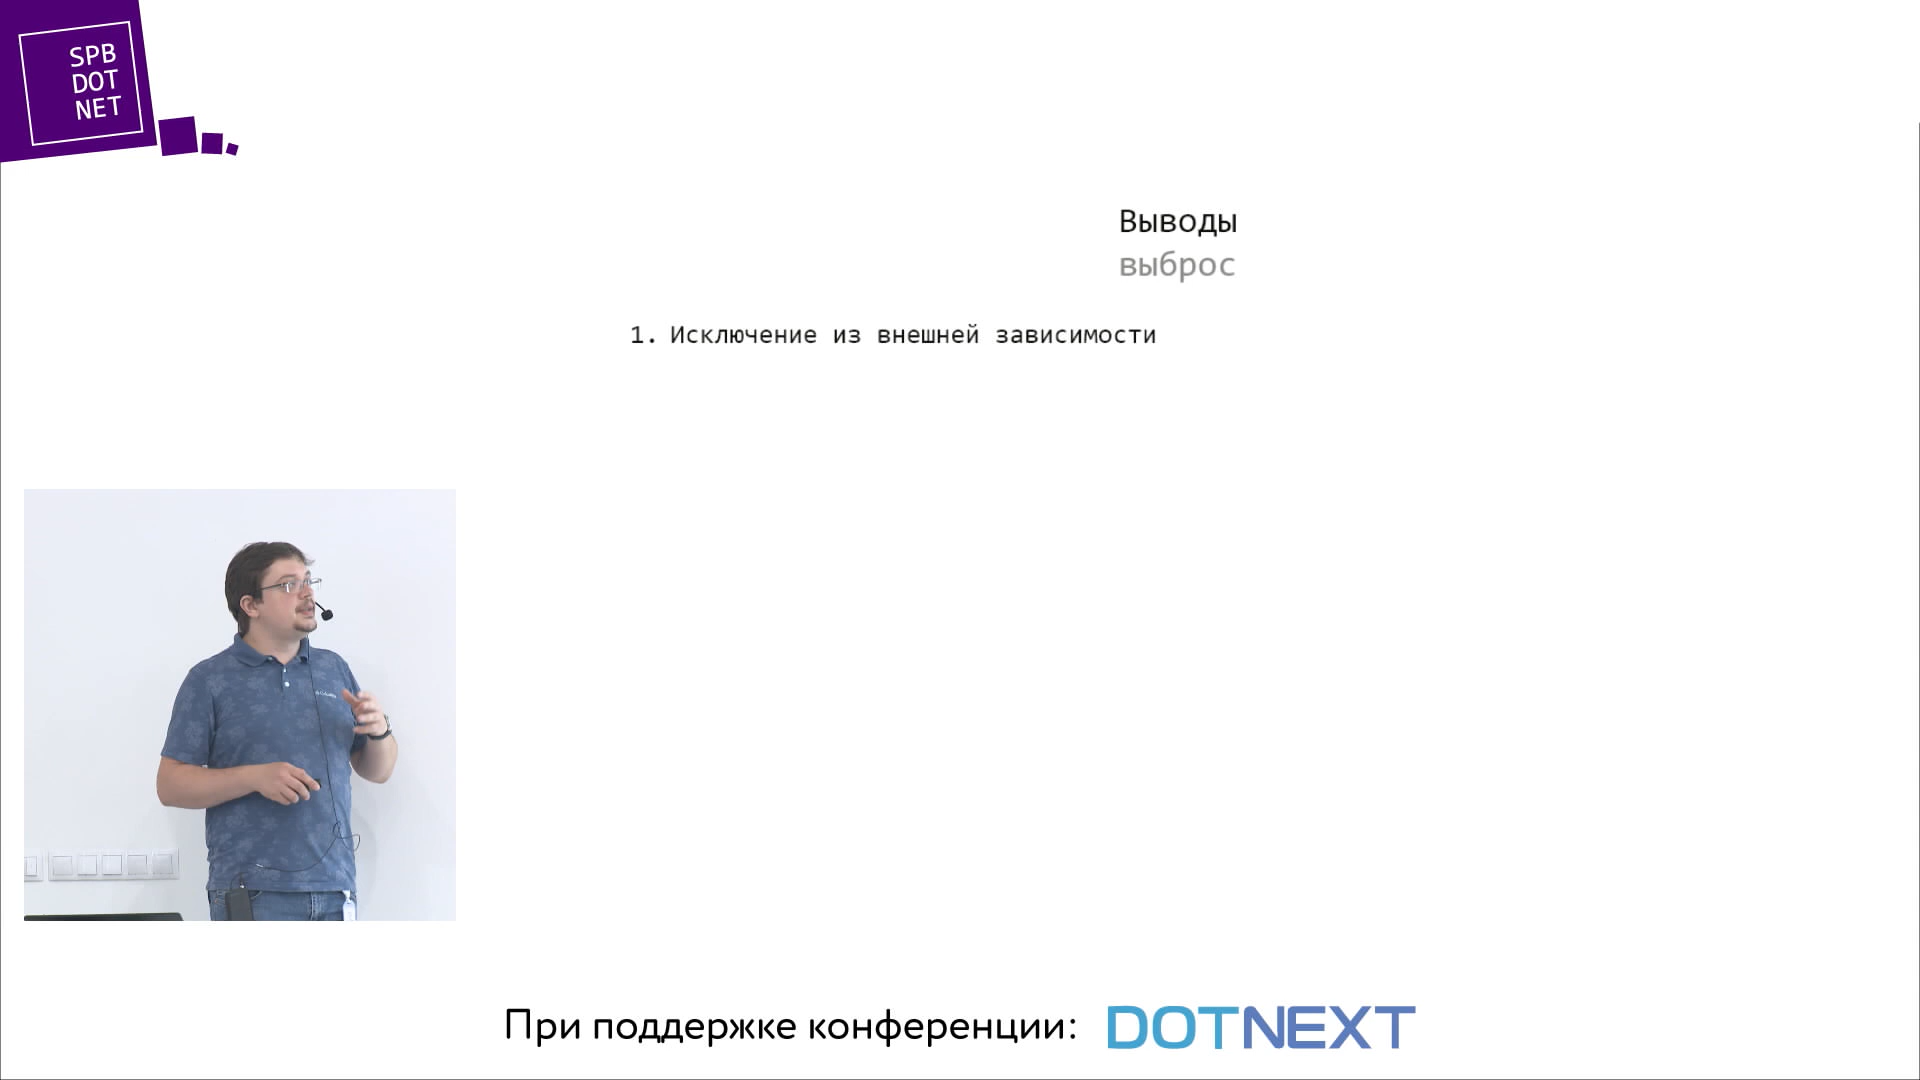 SPB
DOT
NET
Выводы
выброс
1. Исключение из внешней зависимости
При поддержке конференции: DOTNEXT